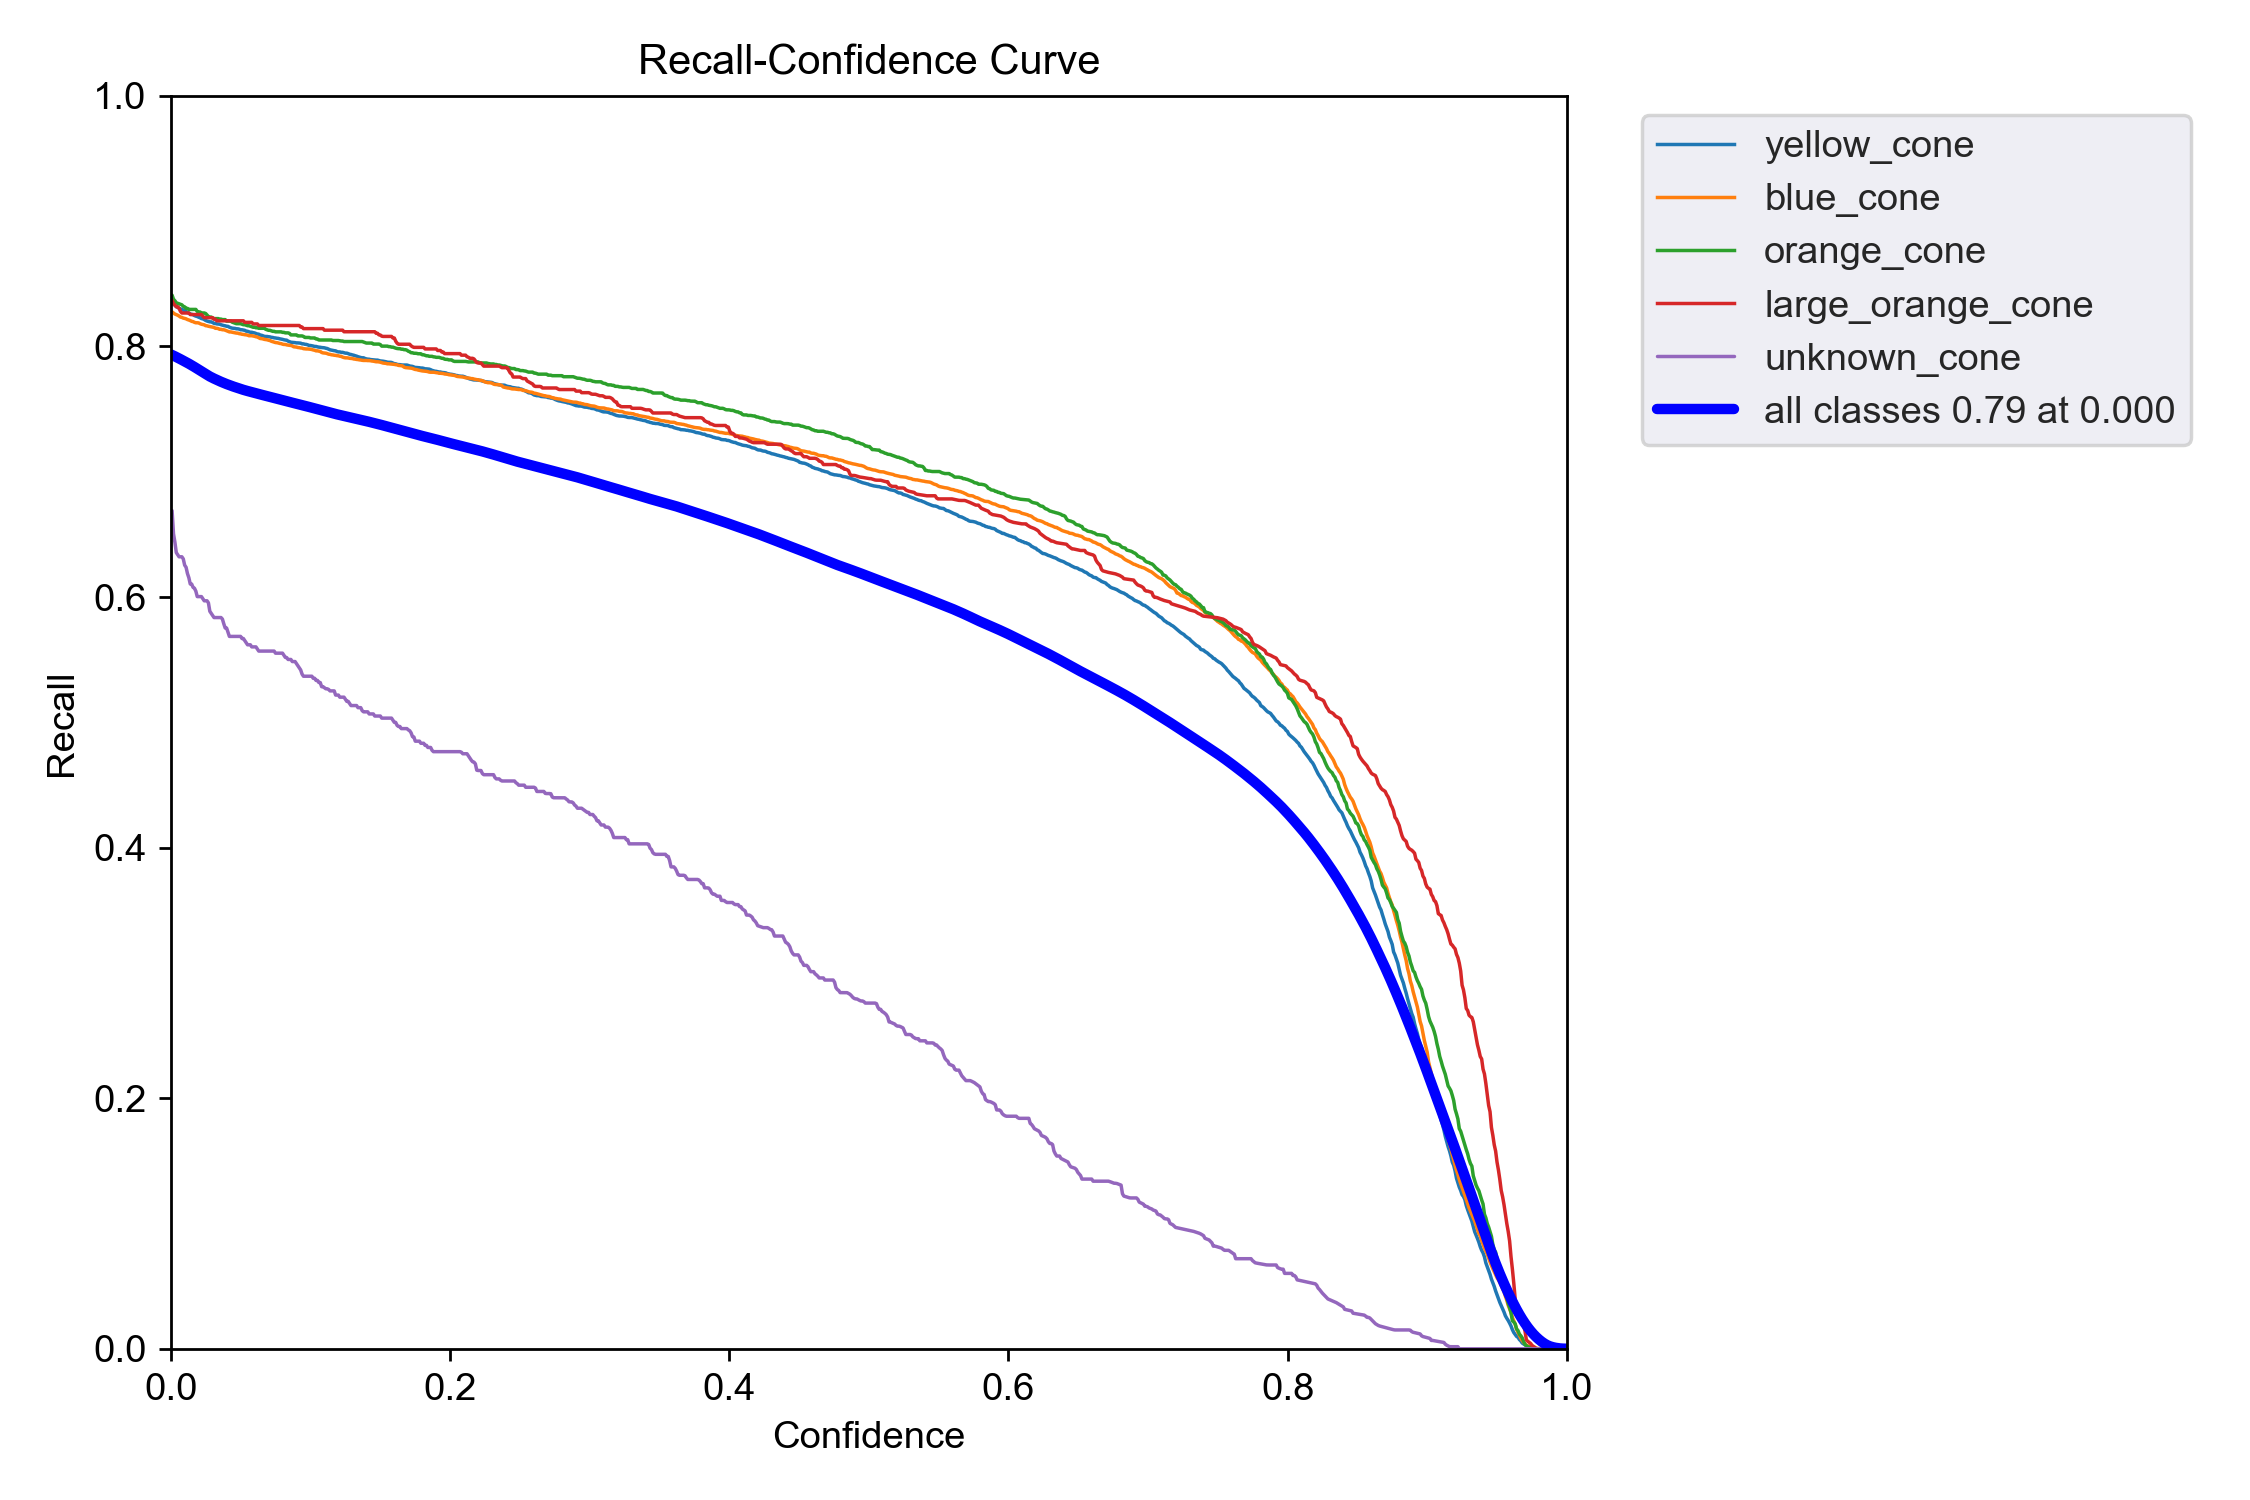 Recall-Confidence Curve
1.0
0.8
0.6
0.4
0.2
0.0
Recall
0.0 0.2 0.4 0.6 0.8 1.0
Confidence
yellow_cone
blue_cone
orange_cone
large_orange_cone
unknown_cone
all classes 0.79 at 0.000